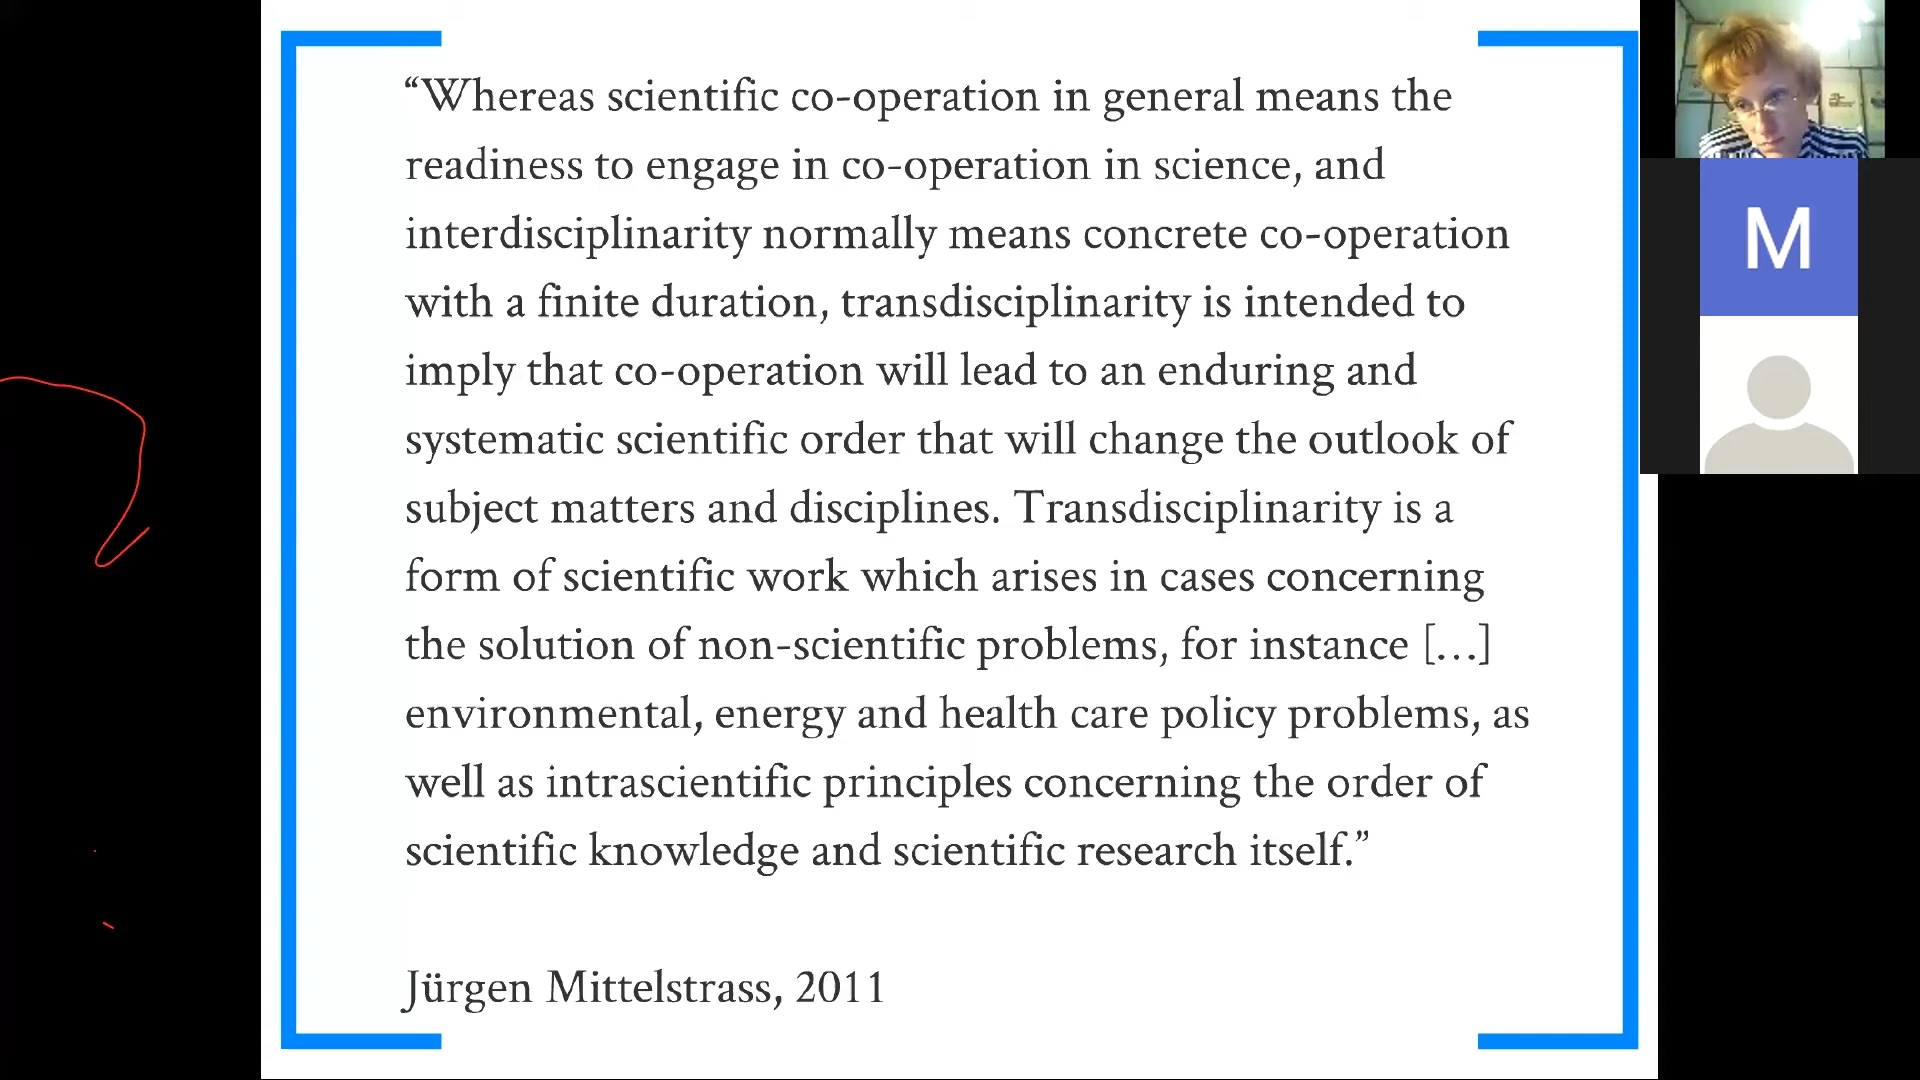 “Whereas scientific co-operation in general means the
readiness to engage in co-operation in science, and
interdisciplinarity normally means concrete co-operation
with a finite duration, transdisciplinarity is intended to
imply that co-operation will lead to an enduring and
systematic scientific order that will change the outlook of
subject matters and disciplines. Transdisciplinarity is a
form of scientific work which arises in cases concerning
the solution of non-scientific problems, for instance […]
environmental, energy and health care policy problems, as
well as intrascientific principles concerning the order of
scientific knowledge and scientific research itself.”
Jürgen Mittelstrass, 2011
M